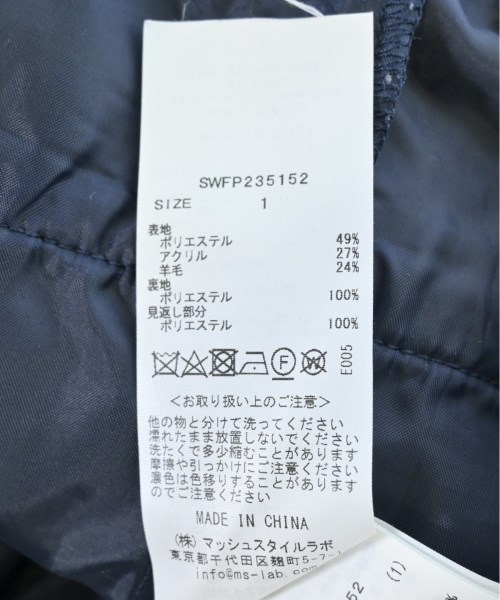 SWFP235152
SIZE 1
表地
ポリエステル 49%
アクリル 27%
羊毛 24%
裏地
ポリエステル 100%
見返し部分
ポリエステル 100%
F W E005
<お取り扱い上のご注意>
他の物と分けて洗ってください
濡れたまま放置しないでください
洗たくで多少縮むことがあります
摩擦や引っかけにご注意ください
濃色は色移りすることがあります
のでご注意ください
MADE IN CHINA
(株) マッシュスタイルラボ
東京都千代田区麹町5-7-1
info@ms-lab.com
52 (1)
%